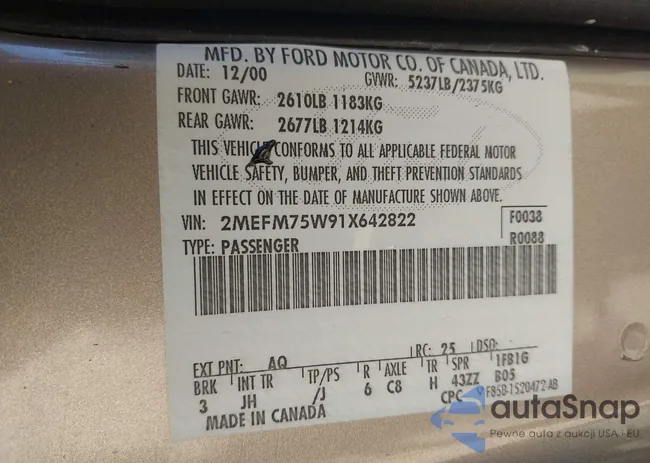 MFD. BY FORD MOTOR CO. OF CANADA, LTD.
DATE: 12/00 GVWR: 5237LB/2375KG
FRONT GAWR: 2610LB 1183KG
REAR GAWR: 2677LB 1214KG
THIS VEHICLE CONFORMS TO ALL APPLICABLE FEDERAL MOTOR
VEHICLE SAFETY, BUMPER, AND THEFT PREVENTION STANDARDS
IN EFFECT ON THE DATE OF MANUFACTURE SHOWN ABOVE.
VIN: 2MEFM75W91X642822 F0038
TYPE: PASSENGER R0088
EXT PNT: AQ RC: 25 DSO:
BRK INT TR TP/PS R AXLE TR SPR 1FB1G
3 JH /J 6 C8 H 43ZZ B05
MADE IN CANADA CPC F85B-1520472-AB
autaSnap
Pewne auta z aukcji USA i EU